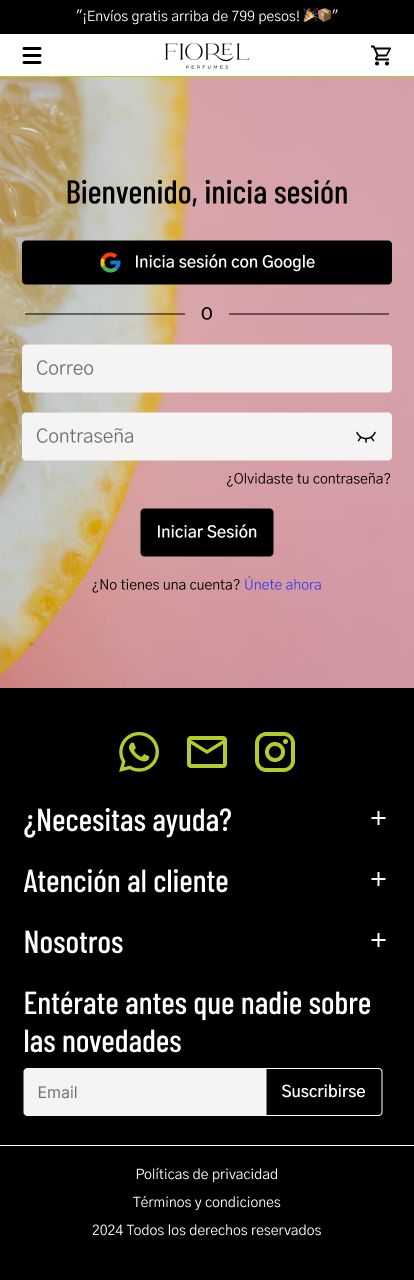 "¡Envíos gratis arriba de 799 pesos! 🎉📦"
FIOREL
PERFUMES
Bienvenido, inicia sesión
Inicia sesión con Google
O
Correo
Contraseña
¿Olvidaste tu contraseña?
Iniciar Sesión
¿No tienes una cuenta? Únete ahora
¿Necesitas ayuda? +
Atención al cliente +
Nosotros +
Entérate antes que nadie sobre
las novedades
Email Suscribirse
Políticas de privacidad
Términos y condiciones
2024 Todos los derechos reservados